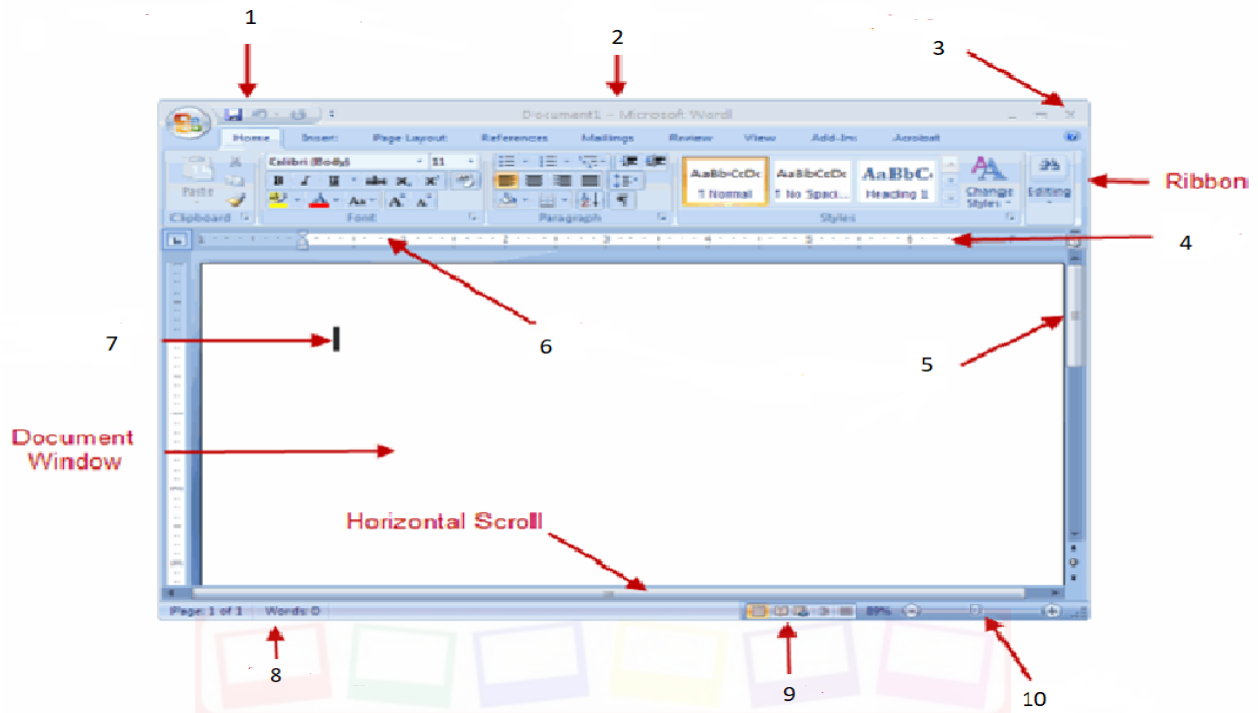 1
2
3
Document1 - Microsoft Word
Home Insert Page Layout References Mailings Review View Add-Ins Acrobat
Calibri (Body) 11
Paste
B I U abc
Aa A A
AaBbCcDc AaBbCcDc AaBbC
¶ Normal ¶ No Spaci... Heading 1
Change
Styles
Editing
Ribbon
Clipboard Font Paragraph Styles
4
6
7
5
Document
Window
Horizontal Scroll
Page: 1 of 1 Words: 0 89%
8
9
10